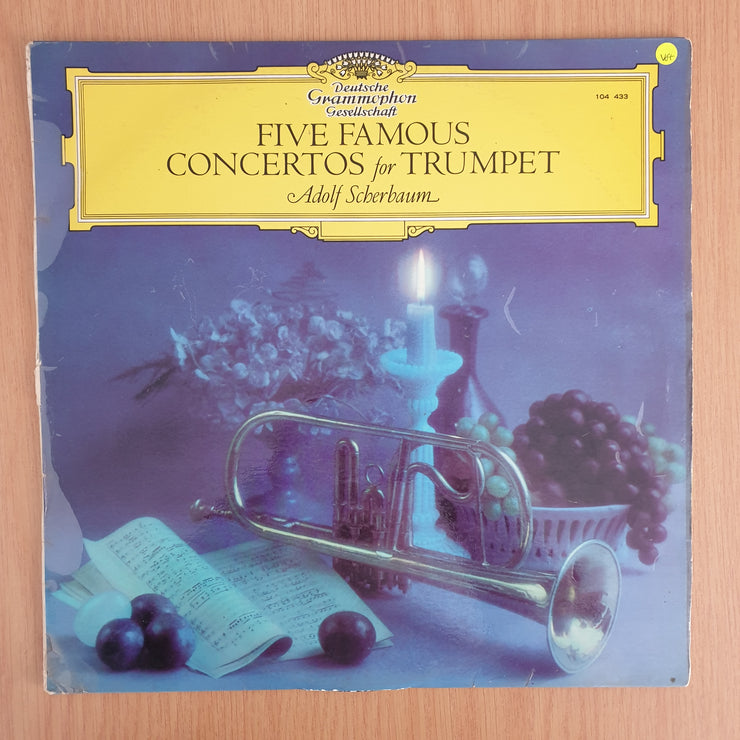 Deutsche
Grammophon
Gesellschaft
104 433
FIVE FAMOUS
CONCERTOS for TRUMPET
Adolf Scherbaum